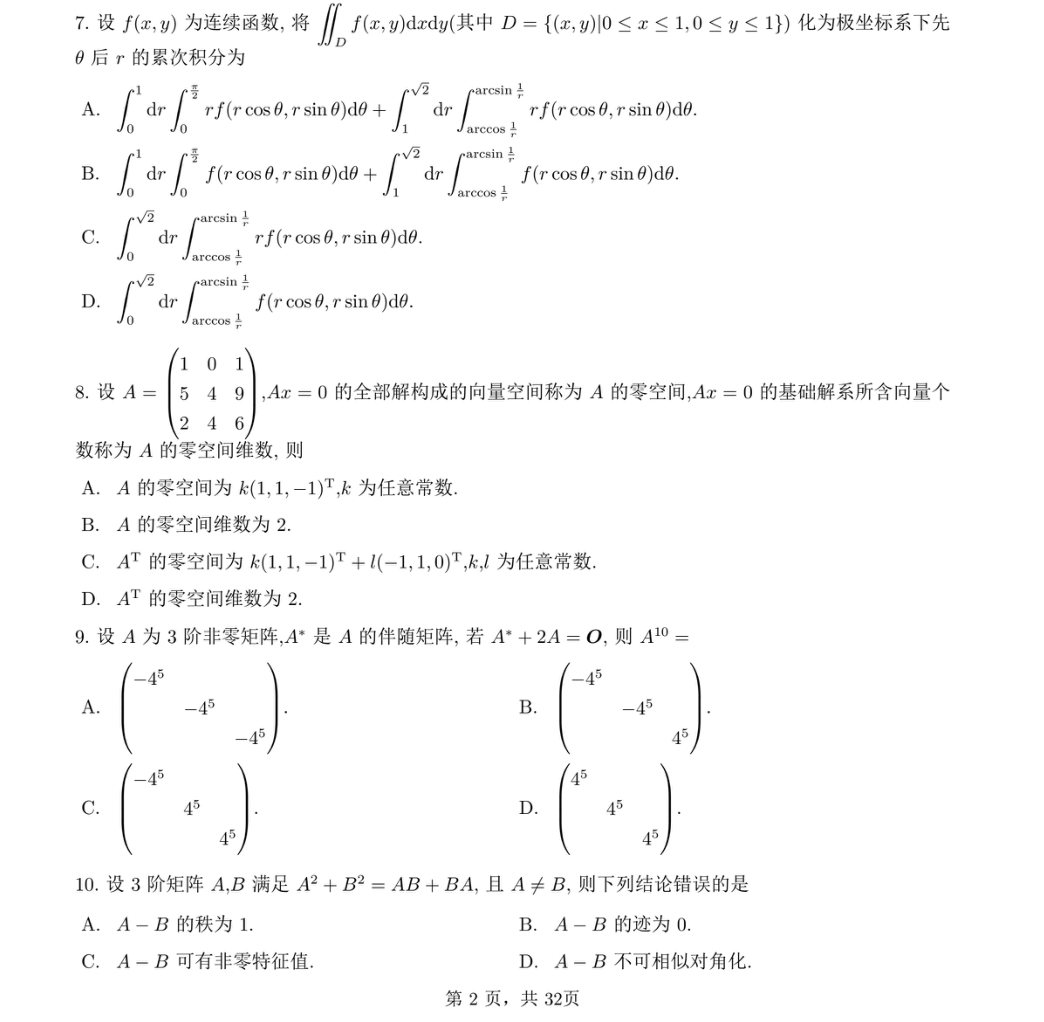 7. 设 f(x, y) 为连续函数, 将 ∬_D f(x, y)dxdy(其中 D = {(x, y)|0 ≤ x ≤ 1, 0 ≤ y ≤ 1}) 化为极坐标系下先
θ 后 r 的累次积分为
A. ∫_0^1 dr ∫_0^{π/2} rf(r cos θ, r sin θ)dθ + ∫_1^{√2} dr ∫_{arccos 1/r}^{arcsin 1/r} rf(r cos θ, r sin θ)dθ.
B. ∫_0^1 dr ∫_0^{π/2} f(r cos θ, r sin θ)dθ + ∫_1^{√2} dr ∫_{arccos 1/r}^{arcsin 1/r} f(r cos θ, r sin θ)dθ.
C. ∫_0^{√2} dr ∫_{arccos 1/r}^{arcsin 1/r} rf(r cos θ, r sin θ)dθ.
D. ∫_0^{√2} dr ∫_{arccos 1/r}^{arcsin 1/r} f(r cos θ, r sin θ)dθ.
1 0 1
8. 设 A = ( 5 4 9 ) ,Ax = 0 的全部解构成的向量空间称为 A 的零空间,Ax = 0 的基础解系所含向量个
2 4 6
数称为 A 的零空间维数, 则
A. A 的零空间为 k(1, 1, −1)^T,k 为任意常数.
B. A 的零空间维数为 2.
C. A^T 的零空间为 k(1, 1, −1)^T + l(−1, 1, 0)^T,k,l 为任意常数.
D. A^T 的零空间维数为 2.
9. 设 A 为 3 阶非零矩阵,A* 是 A 的伴随矩阵, 若 A* + 2A = O, 则 A^10 =
−4^5 −4^5
A. ( −4^5 ) . B. ( −4^5 ) .
−4^5 4^5
−4^5 4^5
C. ( 4^5 ) . D. ( 4^5 ) .
4^5 4^5
10. 设 3 阶矩阵 A,B 满足 A² + B² = AB + BA, 且 A ≠ B, 则下列结论错误的是
A. A − B 的秩为 1. B. A − B 的迹为 0.
C. A − B 可有非零特征值. D. A − B 不可相似对角化.
第 2 页，共 32页